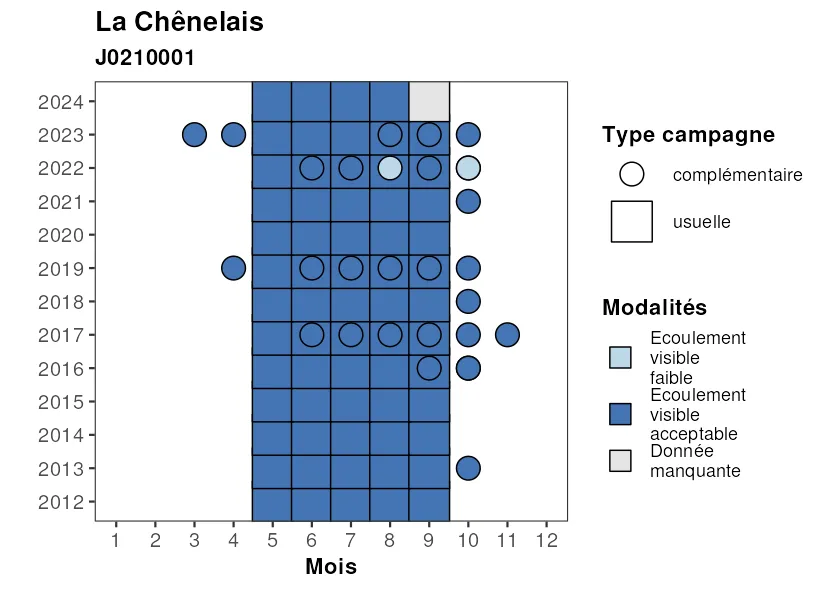 La Chênelais
J0210001
2024
2023
2022
2021
2020
2019
2018
2017
2016
2015
2014
2013
2012
1 2 3 4 5 6 7 8 9 10 11 12
Mois
Type campagne
complémentaire
usuelle
Modalités
Ecoulement
visible
faible
Ecoulement
visible
acceptable
Donnée
manquante